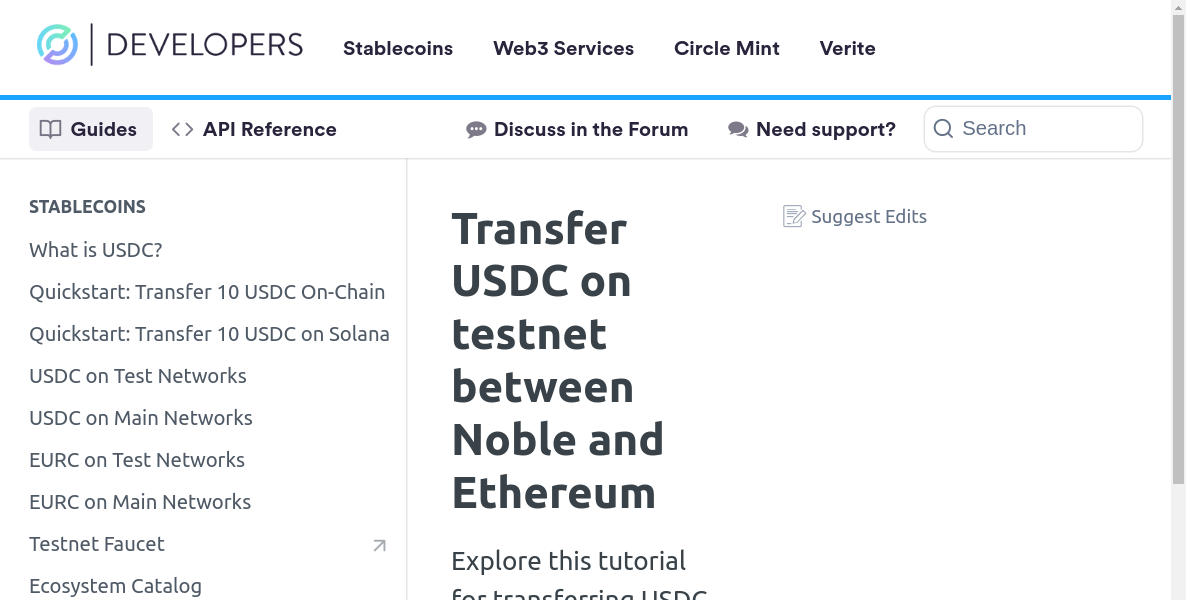 DEVELOPERS
Stablecoins
Web3 Services
Circle Mint
Verite
Guides
API Reference
Discuss in the Forum
Need support?
Search
STABLECOINS
What is USDC?
Quickstart: Transfer 10 USDC On-Chain
Quickstart: Transfer 10 USDC on Solana
USDC on Test Networks
USDC on Main Networks
EURC on Test Networks
EURC on Main Networks
Testnet Faucet
Ecosystem Catalog
Transfer
USDC on
testnet
between
Noble and
Ethereum
Suggest Edits
Explore this tutorial
for transferring USDC